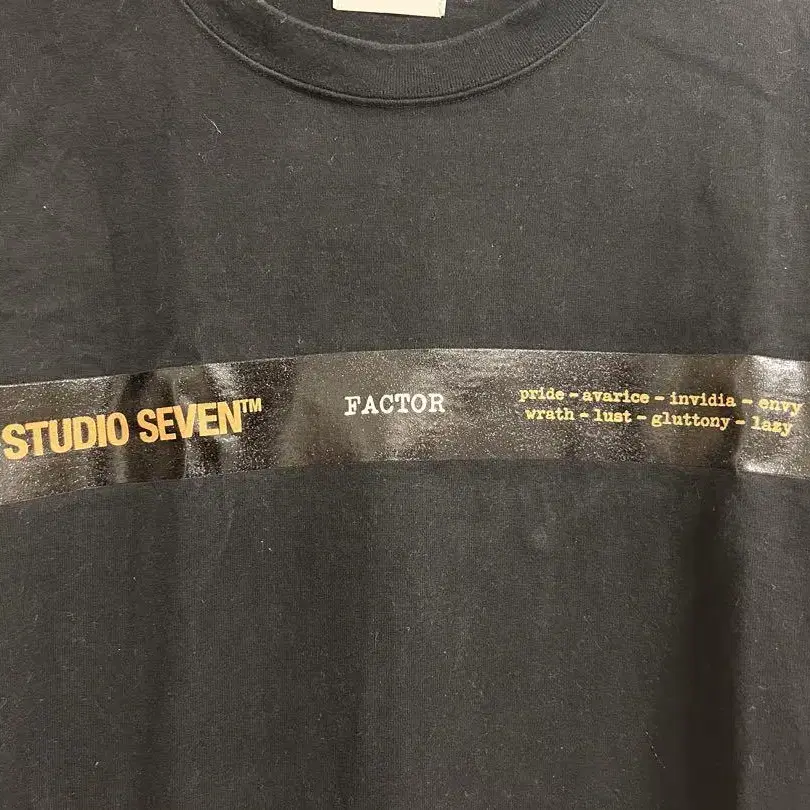 STUDIO SEVEN™
FACTOR
pride - avarice - invidia - envy
wrath - lust - gluttony - lazy